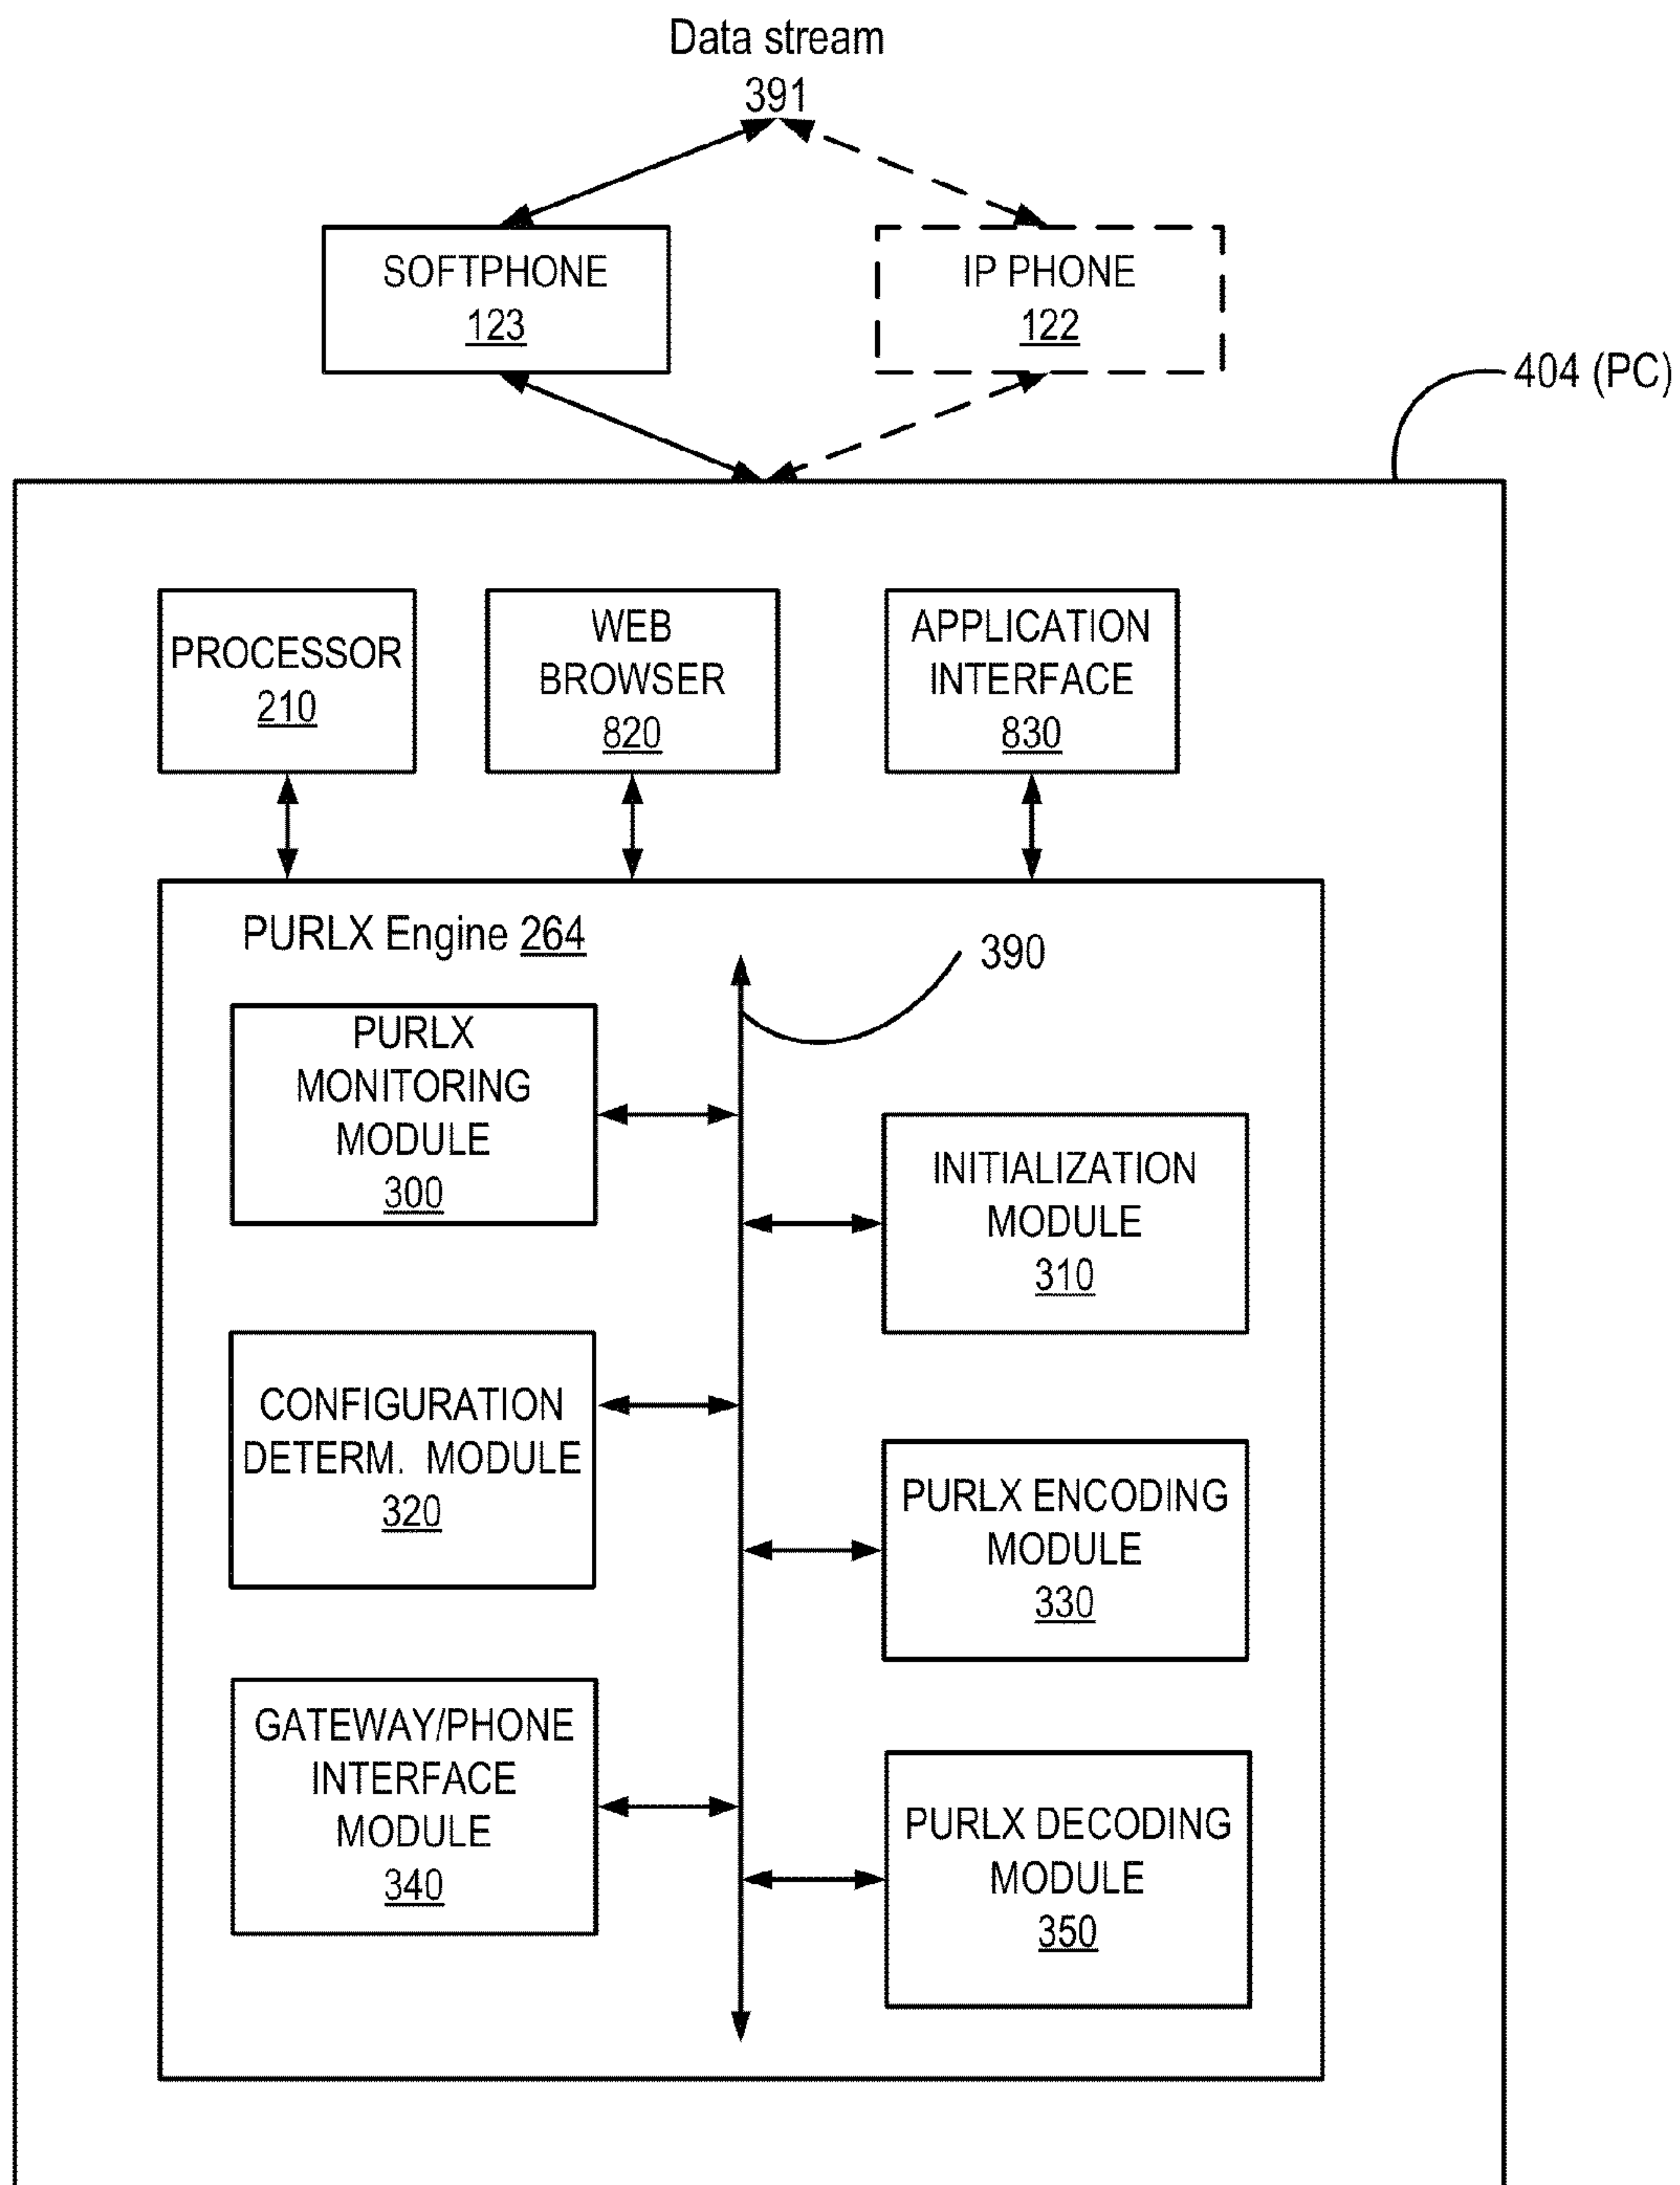 Data stream
391
SOFTPHONE
123
IP PHONE
122
404 (PC)
PROCESSOR
210
WEB
BROWSER
820
APPLICATION
INTERFACE
830
PURLX Engine 264
390
PURLX
MONITORING
MODULE
300
INITIALIZATION
MODULE
310
CONFIGURATION
DETERM. MODULE
320
PURLX ENCODING
MODULE
330
GATEWAY/PHONE
INTERFACE
MODULE
340
PURLX DECODING
MODULE
350